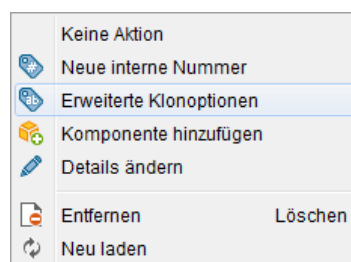 Keine Aktion
Neue interne Nummer
Erweiterte Klonoptionen
Komponente hinzufügen
Details ändern
Entfernen Löschen
Neu laden